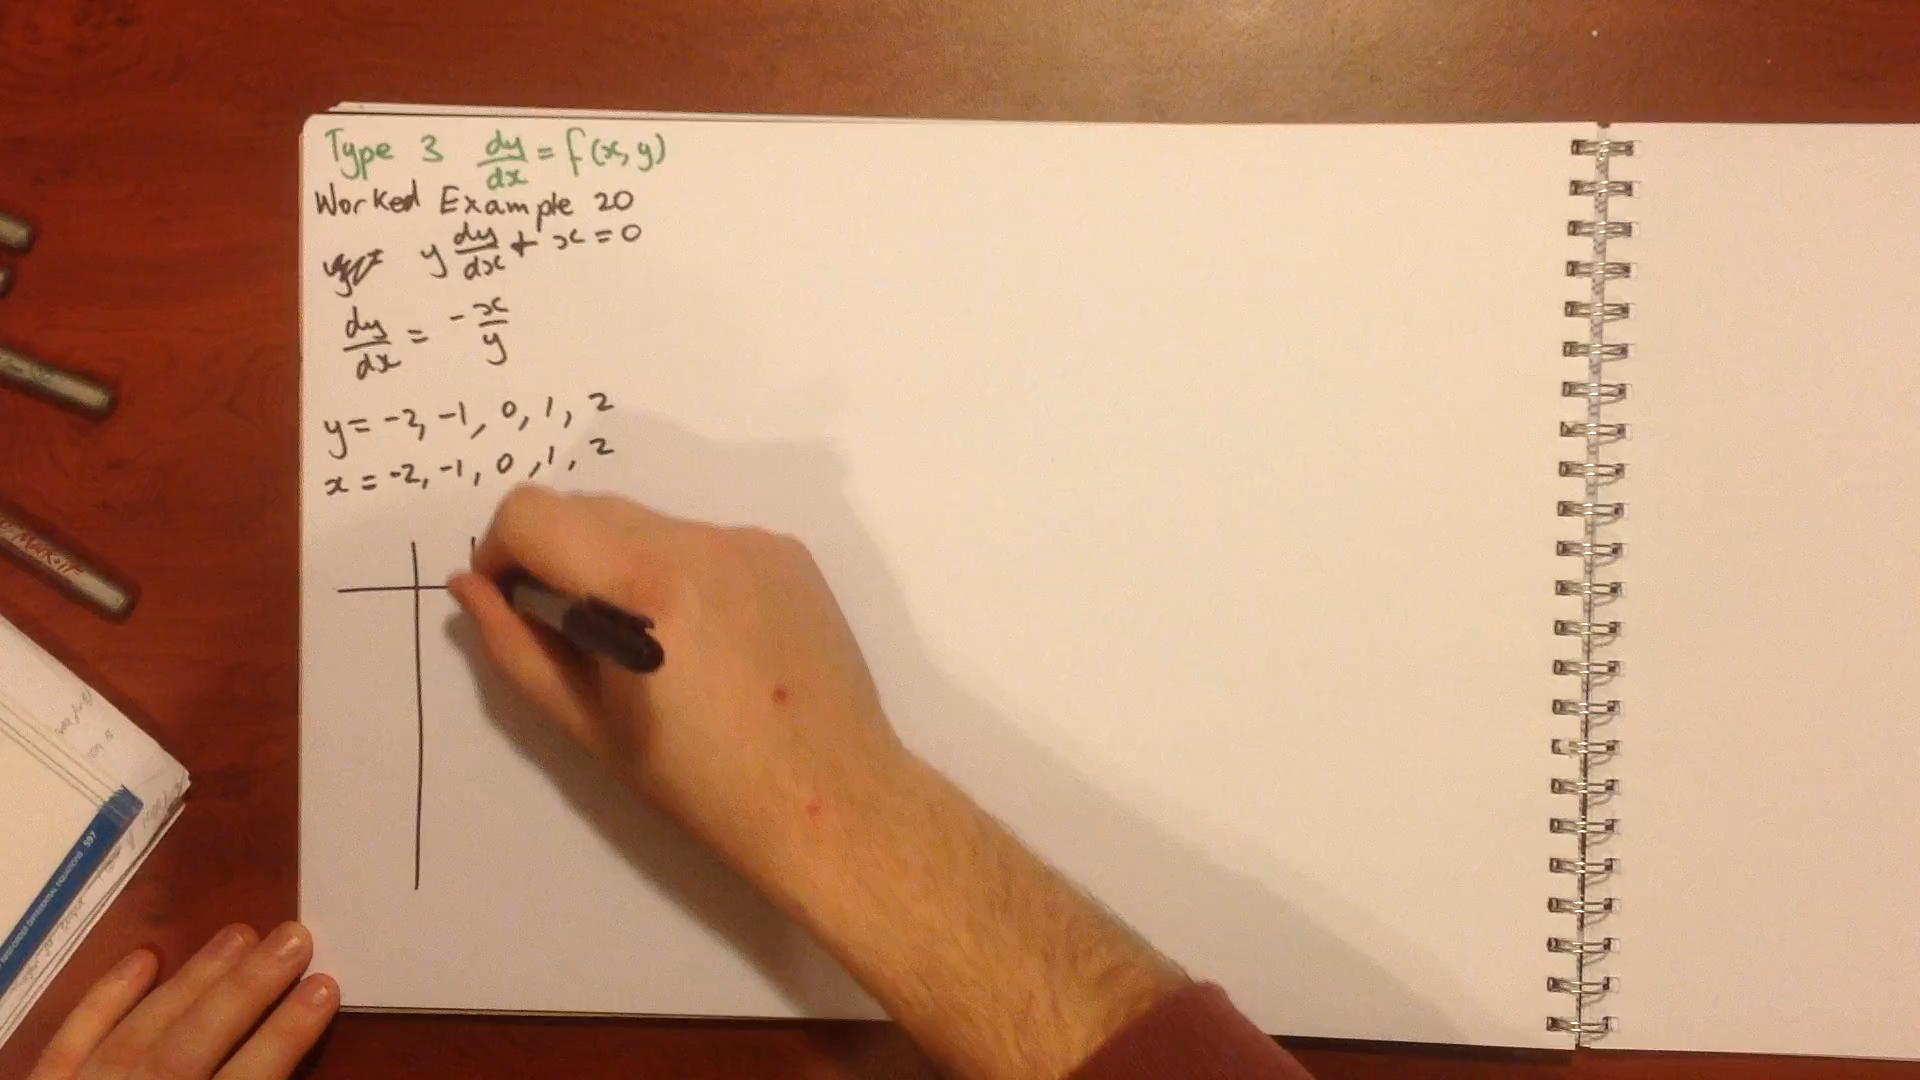 Type 3 dy/dx = f(x, y)
Worked Example 20
y dy/dx + x = 0
dy/dx = -x/y
y = -2, -1, 0, 1, 2
x = -2, -1, 0, 1, 2
597